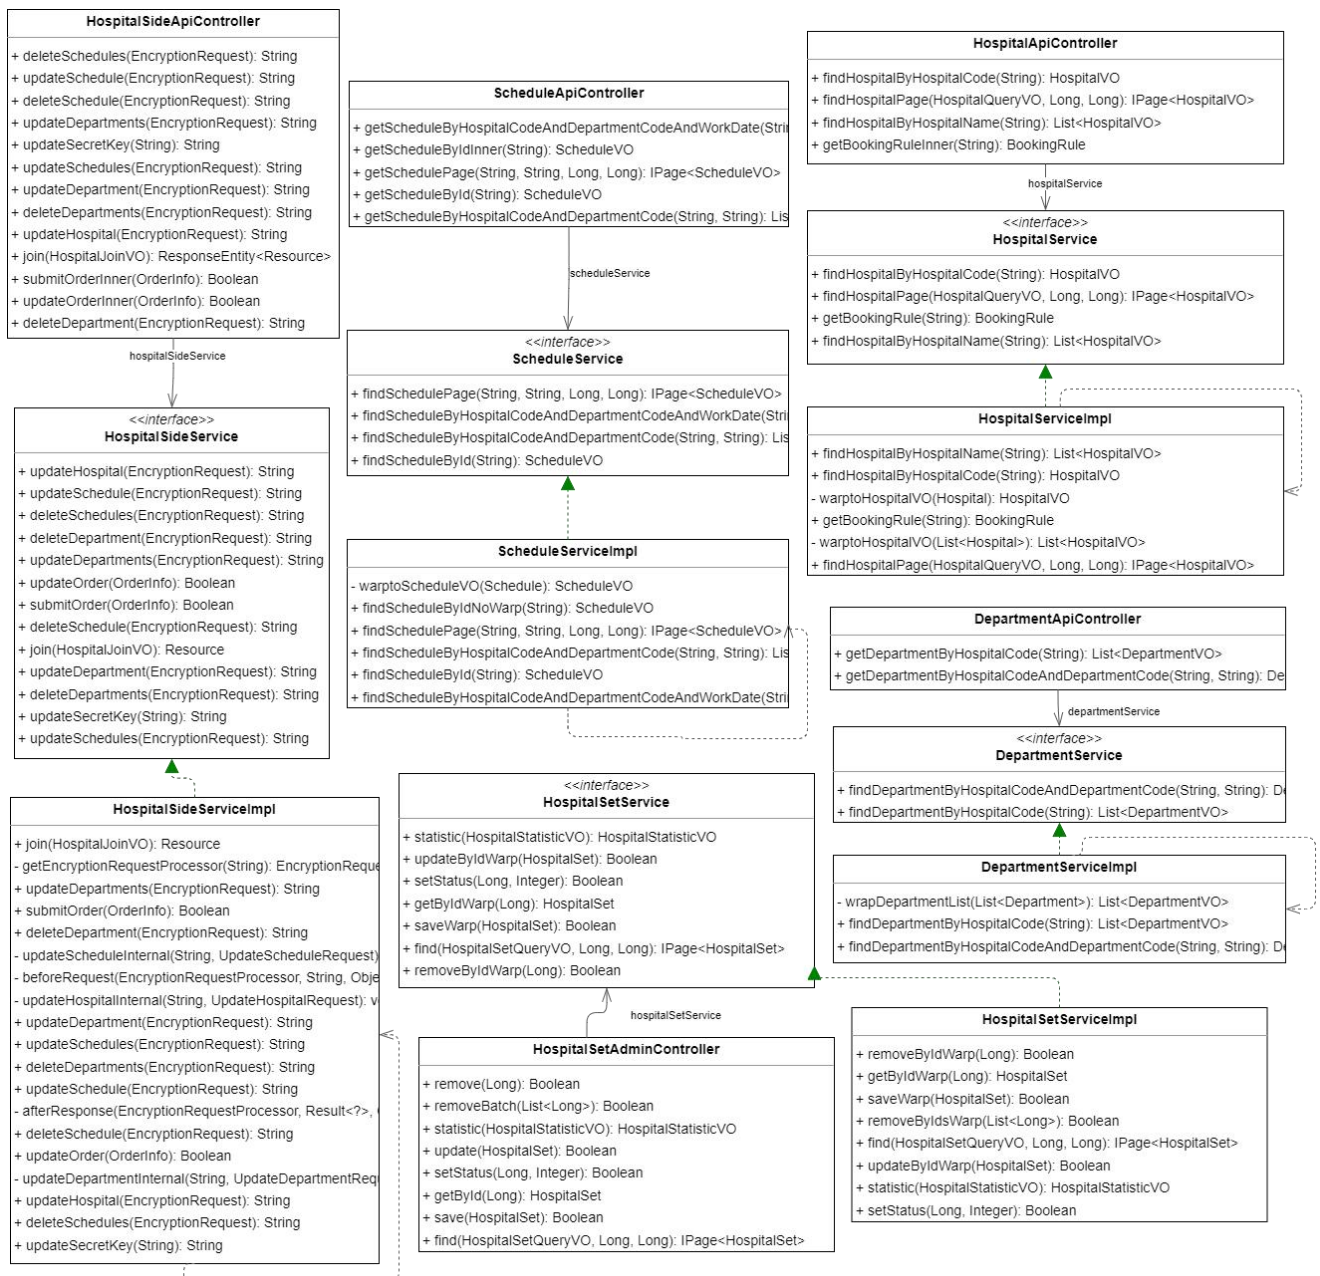 HospitalSideApiController
+ deleteSchedules(EncryptionRequest): String
+ updateSchedule(EncryptionRequest): String
+ deleteSchedule(EncryptionRequest): String
+ updateDepartments(EncryptionRequest): String
+ updateSecretKey(String): String
+ updateSchedules(EncryptionRequest): String
+ updateDepartment(EncryptionRequest): String
+ deleteDepartments(EncryptionRequest): String
+ updateHospital(EncryptionRequest): String
+ join(HospitalJoinVO): ResponseEntity<Resource>
+ submitOrderInner(OrderInfo): Boolean
+ updateOrderInner(OrderInfo): Boolean
+ deleteDepartment(EncryptionRequest): String
hospitalSideService
<<interface>>
HospitalSideService
+ updateHospital(EncryptionRequest): String
+ updateSchedule(EncryptionRequest): String
+ deleteSchedules(EncryptionRequest): String
+ deleteDepartment(EncryptionRequest): String
+ updateDepartments(EncryptionRequest): String
+ updateOrder(OrderInfo): Boolean
+ submitOrder(OrderInfo): Boolean
+ deleteSchedule(EncryptionRequest): String
+ join(HospitalJoinVO): Resource
+ updateDepartment(EncryptionRequest): String
+ deleteDepartments(EncryptionRequest): String
+ updateSecretKey(String): String
+ updateSchedules(EncryptionRequest): String
HospitalSideServiceImpl
+ join(HospitalJoinVO): Resource
- getEncryptionRequestProcessor(String): EncryptionReque
+ updateDepartments(EncryptionRequest): String
+ submitOrder(OrderInfo): Boolean
+ deleteDepartment(EncryptionRequest): String
- updateScheduleInternal(String, UpdateScheduleRequest)
- beforeRequest(EncryptionRequestProcessor, String, Obje
- updateHospitalInternal(String, UpdateHospitalRequest): v
+ updateDepartment(EncryptionRequest): String
+ updateSchedules(EncryptionRequest): String
+ deleteDepartments(EncryptionRequest): String
+ updateSchedule(EncryptionRequest): String
- afterResponse(EncryptionRequestProcessor, Result<?>,
+ deleteSchedule(EncryptionRequest): String
+ updateOrder(OrderInfo): Boolean
- updateDepartmentInternal(String, UpdateDepartmentReq
+ updateHospital(EncryptionRequest): String
+ deleteSchedules(EncryptionRequest): String
+ updateSecretKey(String): String
ScheduleApiController
+ getScheduleByHospitalCodeAndDepartmentCodeAndWorkDate(Stri
+ getScheduleByIdInner(String): ScheduleVO
+ getSchedulePage(String, String, Long, Long): IPage<ScheduleVO>
+ getScheduleById(String): ScheduleVO
+ getScheduleByHospitalCodeAndDepartmentCode(String, String): Lis
scheduleService
<<interface>>
ScheduleService
+ findSchedulePage(String, String, Long, Long): IPage<ScheduleVO>
+ findScheduleByHospitalCodeAndDepartmentCodeAndWorkDate(Stri
+ findScheduleByHospitalCodeAndDepartmentCode(String, String): Lis
+ findScheduleById(String): ScheduleVO
ScheduleServiceImpl
- warptoScheduleVO(Schedule): ScheduleVO
+ findScheduleByIdNoWarp(String): ScheduleVO
+ findSchedulePage(String, String, Long, Long): IPage<ScheduleVO>
+ findScheduleByHospitalCodeAndDepartmentCode(String, String): Lis
+ findScheduleById(String): ScheduleVO
+ findScheduleByHospitalCodeAndDepartmentCodeAndWorkDate(Stri
<<interface>>
HospitalSetService
+ statistic(HospitalStatisticVO): HospitalStatisticVO
+ updateByIdWarp(HospitalSet): Boolean
+ setStatus(Long, Integer): Boolean
+ getByIdWarp(Long): HospitalSet
+ saveWarp(HospitalSet): Boolean
+ find(HospitalSetQueryVO, Long, Long): IPage<HospitalSet>
+ removeByIdWarp(Long): Boolean
hospitalSetService
HospitalSetAdminController
+ remove(Long): Boolean
+ removeBatch(List<Long>): Boolean
+ statistic(HospitalStatisticVO): HospitalStatisticVO
+ update(HospitalSet): Boolean
+ setStatus(Long, Integer): Boolean
+ getById(Long): HospitalSet
+ save(HospitalSet): Boolean
+ find(HospitalSetQueryVO, Long, Long): IPage<HospitalSet>
HospitalApiController
+ findHospitalByHospitalCode(String): HospitalVO
+ findHospitalPage(HospitalQueryVO, Long, Long): IPage<HospitalVO>
+ findHospitalByHospitalName(String): List<HospitalVO>
+ getBookingRuleInner(String): BookingRule
hospitalService
<<interface>>
HospitalService
+ findHospitalByHospitalCode(String): HospitalVO
+ findHospitalPage(HospitalQueryVO, Long, Long): IPage<HospitalVO>
+ getBookingRule(String): BookingRule
+ findHospitalByHospitalName(String): List<HospitalVO>
HospitalServiceImpl
+ findHospitalByHospitalName(String): List<HospitalVO>
+ findHospitalByHospitalCode(String): HospitalVO
- warptoHospitalVO(Hospital): HospitalVO
+ getBookingRule(String): BookingRule
- warptoHospitalVO(List<Hospital>): List<HospitalVO>
+ findHospitalPage(HospitalQueryVO, Long, Long): IPage<HospitalVO>
DepartmentApiController
+ getDepartmentByHospitalCode(String): List<DepartmentVO>
+ getDepartmentByHospitalCodeAndDepartmentCode(String, String): De
departmentService
<<interface>>
DepartmentService
+ findDepartmentByHospitalCodeAndDepartmentCode(String, String): De
+ findDepartmentByHospitalCode(String): List<DepartmentVO>
DepartmentServiceImpl
- wrapDepartmentList(List<Department>): List<DepartmentVO>
+ findDepartmentByHospitalCode(String): List<DepartmentVO>
+ findDepartmentByHospitalCodeAndDepartmentCode(String, String): De
HospitalSetServiceImpl
+ removeByIdWarp(Long): Boolean
+ getByIdWarp(Long): HospitalSet
+ saveWarp(HospitalSet): Boolean
+ removeByIdsWarp(List<Long>): Boolean
+ find(HospitalSetQueryVO, Long, Long): IPage<HospitalSet>
+ updateByIdWarp(HospitalSet): Boolean
+ statistic(HospitalStatisticVO): HospitalStatisticVO
+ setStatus(Long, Integer): Boolean